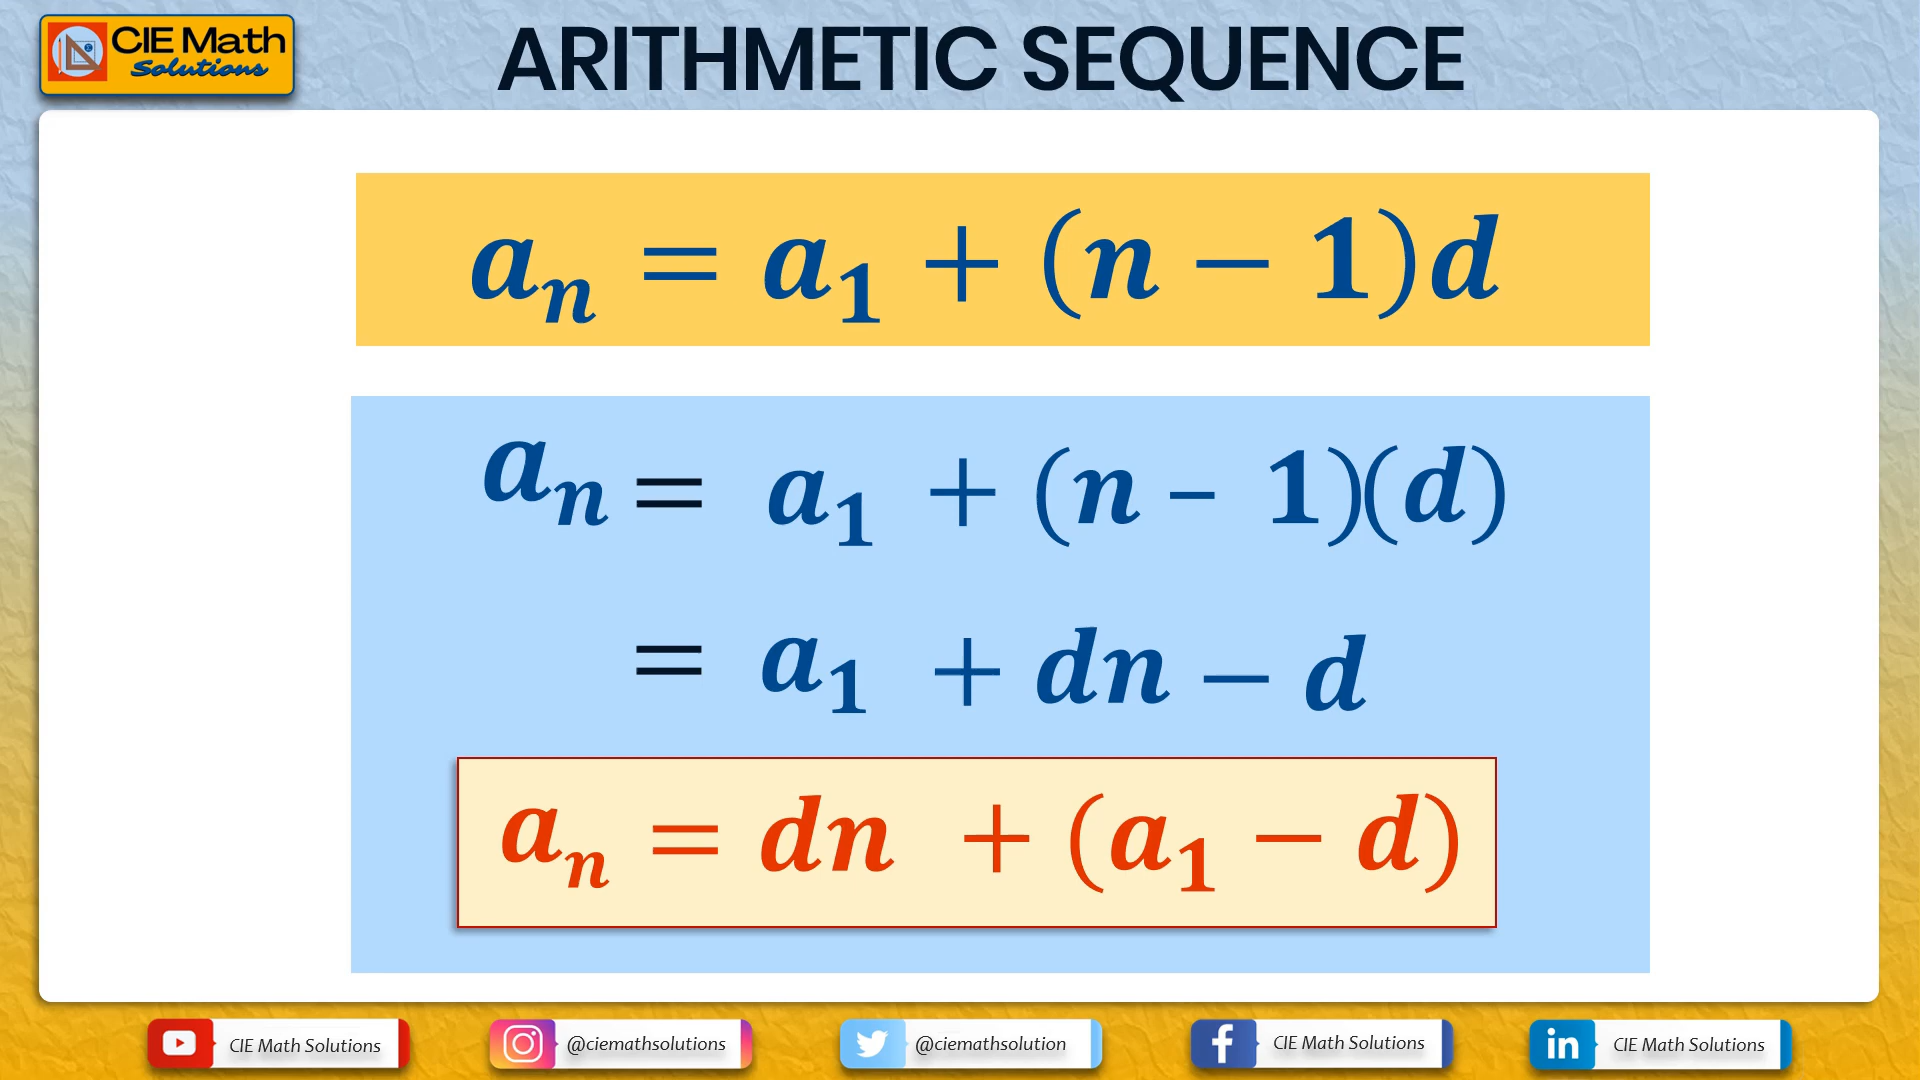 CIE Math
Solutions
ARITHMETIC SEQUENCE
aₙ = a₁ + (n − 1)d
aₙ = a₁ + (n − 1)(d)
= a₁ + dn − d
aₙ = dn + (a₁ − d)
CIE Math Solutions
@ciemathsolutions
@ciemathsolution
CIE Math Solutions
CIE Math Solutions